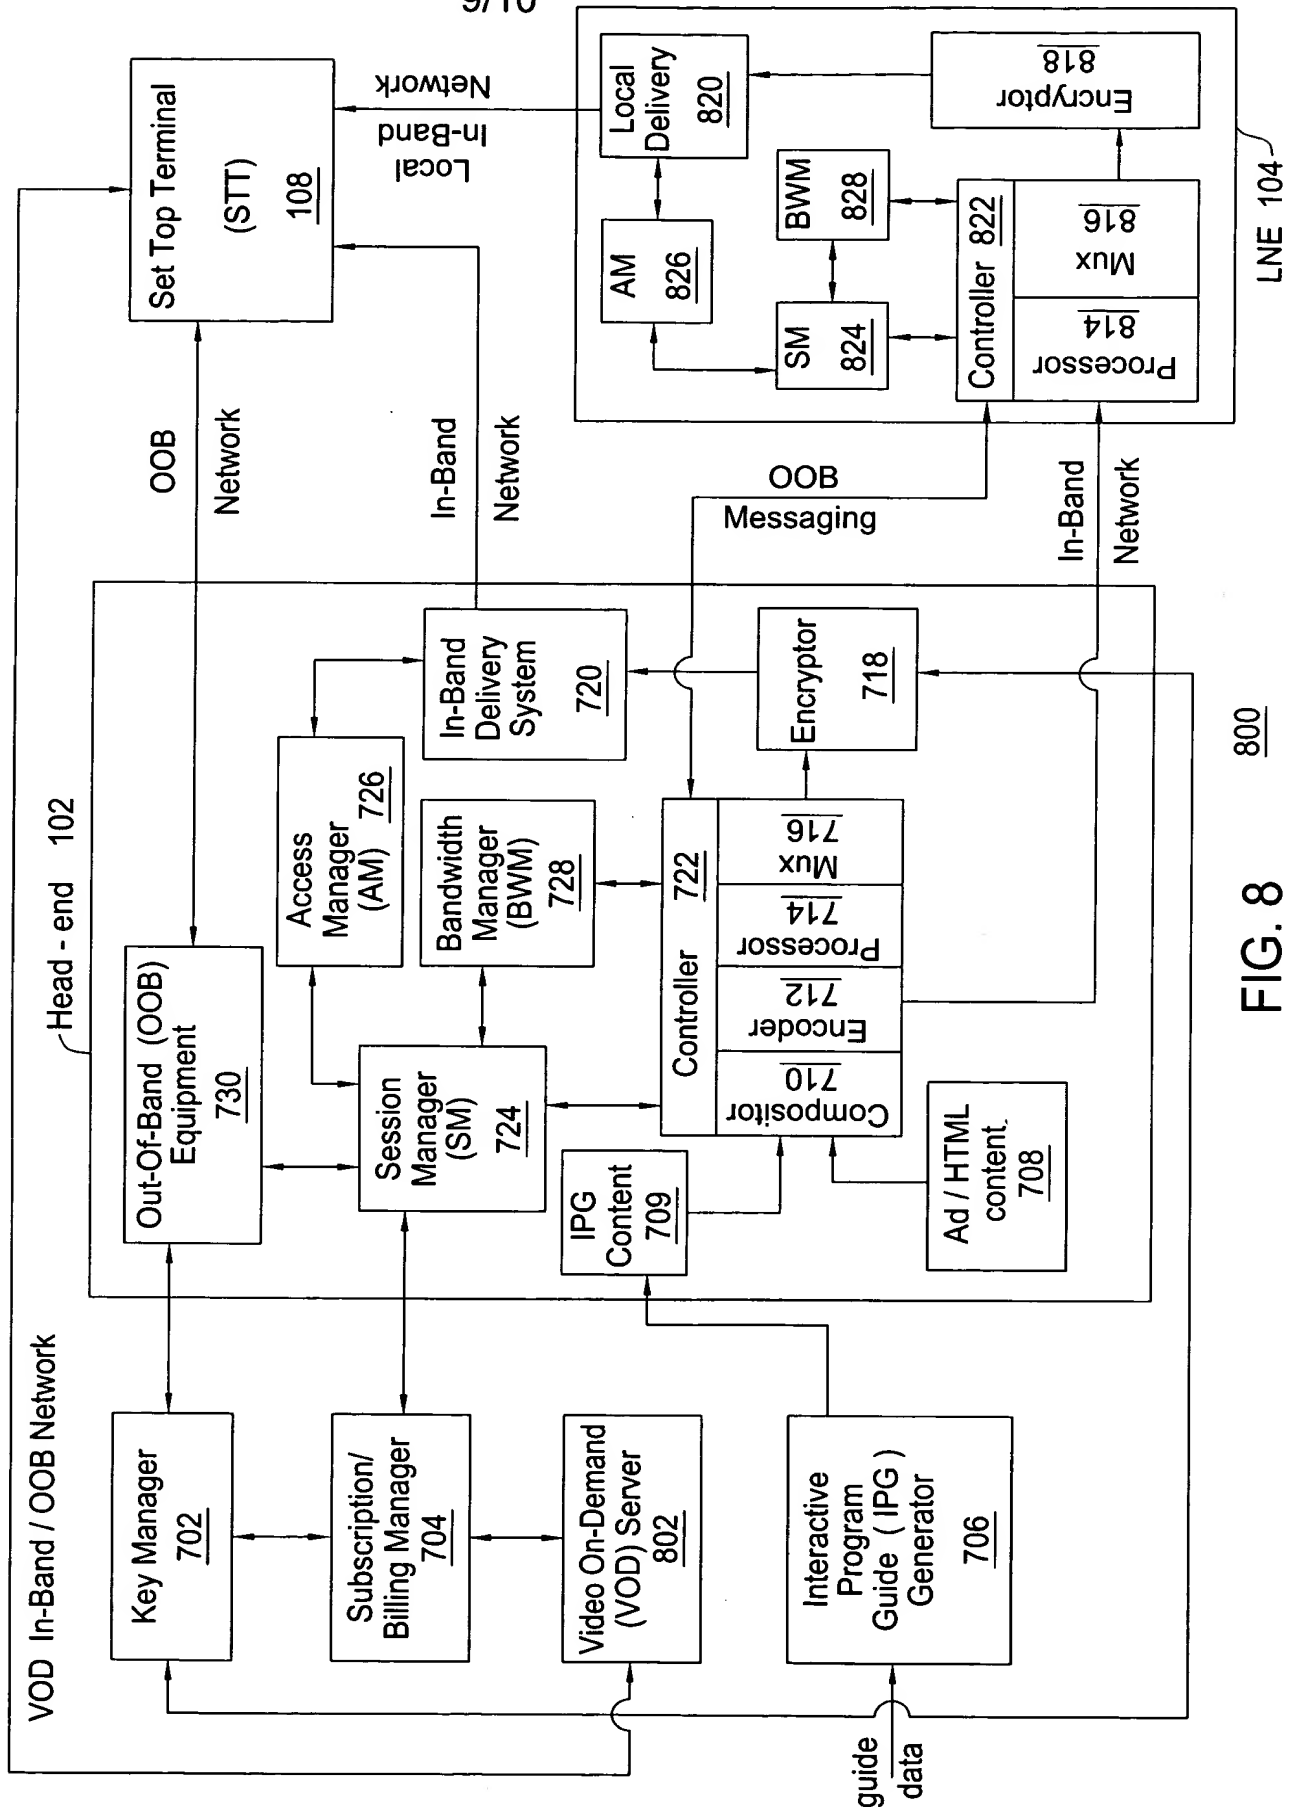 9/10
VOD In-Band / OOB Network
Head - end 102
Key Manager
702
Subscription/
Billing Manager
704
Video On-Demand
(VOD) Server
802
Interactive
Program
Guide ( IPG )
Generator
706
guide
data
Out-Of-Band (OOB)
Equipment
730
Access
Manager
(AM) 726
Session
Manager
(SM)
724
Bandwidth
Manager
(BWM)
728
In-Band
Delivery
System
720
IPG
Content
709
Ad / HTML
content.
708
Controller 722
Compositor
710
Encoder
712
Processor
714
Mux
716
Encryptor
718
OOB
Network
In-Band
Network
OOB
Messaging
In-Band
Network
Set Top Terminal
(STT)
108
Local
In-Band
Network
Local
Delivery
820
AM
826
SM
824
BWM
828
Controller 822
Processor
814
Mux
816
Encryptor
818
LNE 104
800
FIG. 8